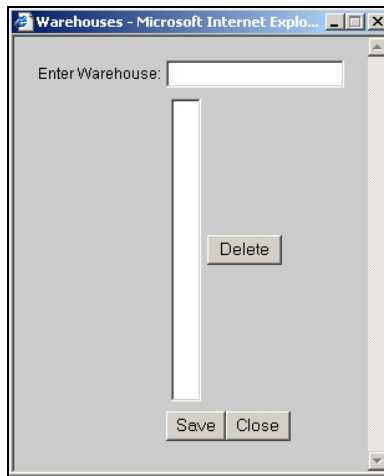 Warehouses - Microsoft Internet Explo...
Enter Warehouse:
Delete
Save Close